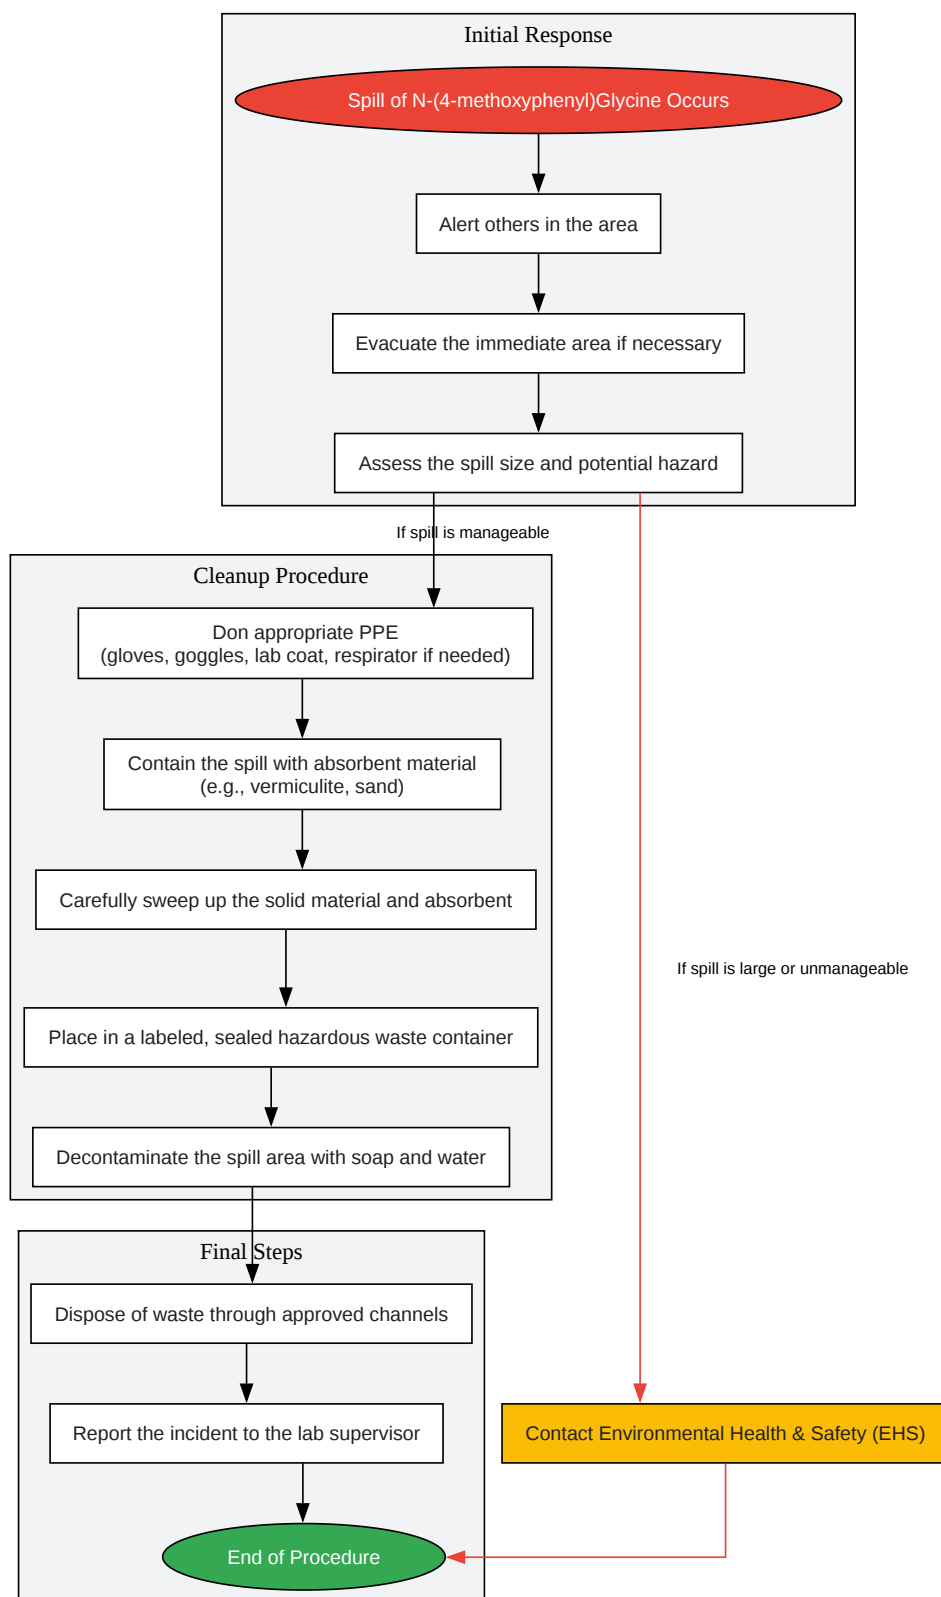 Initial Response
Spill of N-(4-methoxyphenyl)Glycine Occurs
Alert others in the area
Evacuate the immediate area if necessary
Assess the spill size and potential hazard
If spill is manageable
Cleanup Procedure
Don appropriate PPE
(gloves, goggles, lab coat, respirator if needed)
Contain the spill with absorbent material
(e.g., vermiculite, sand)
Carefully sweep up the solid material and absorbent
If spill is large or unmanageable
Place in a labeled, sealed hazardous waste container
Decontaminate the spill area with soap and water
Final Steps
Dispose of waste through approved channels
Report the incident to the lab supervisor
Contact Environmental Health & Safety (EHS)
End of Procedure